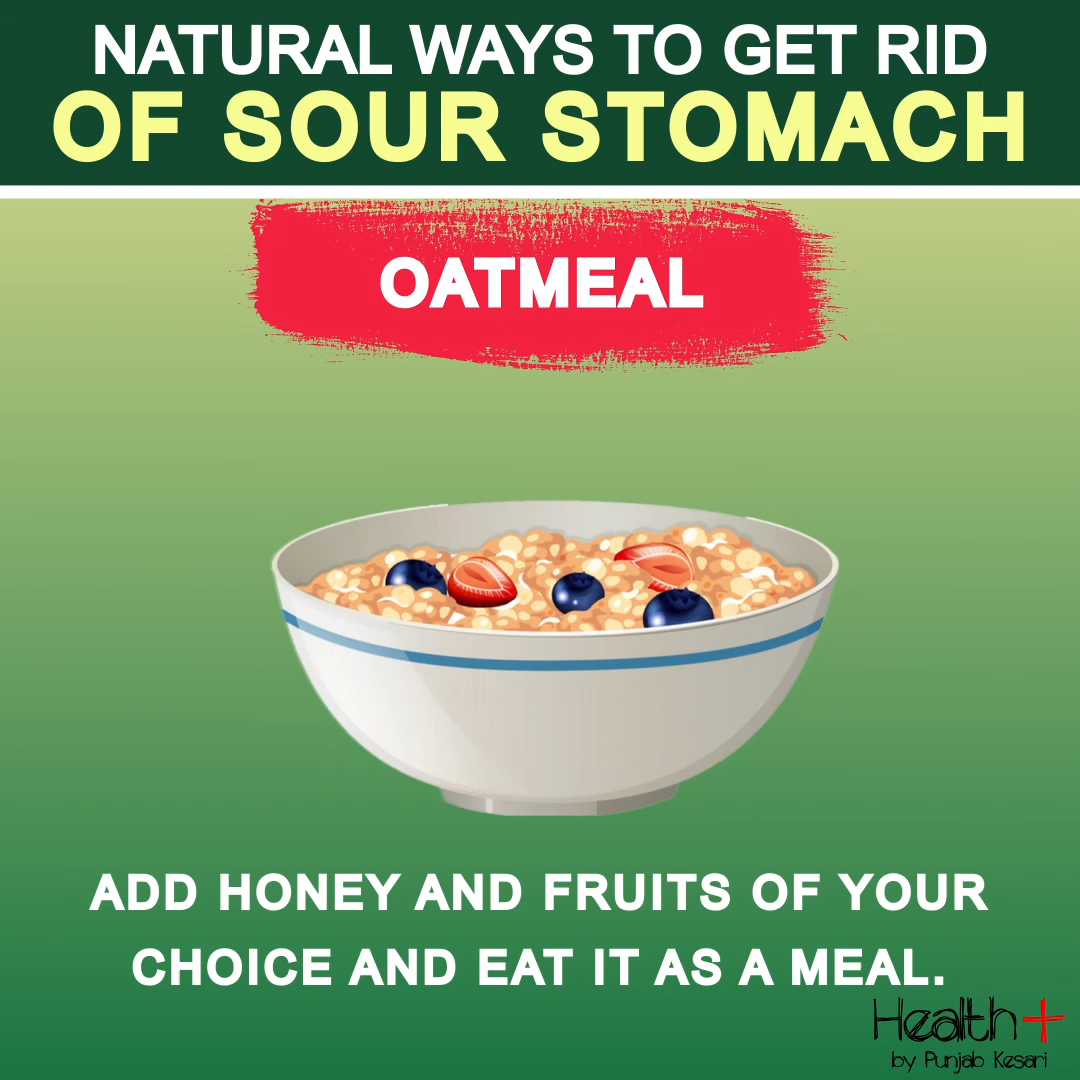 NATURAL WAYS TO GET RID
OF SOUR STOMACH
OATMEAL
ADD HONEY AND FRUITS OF YOUR
CHOICE AND EAT IT AS A MEAL.
Health+
by Punjab Kesari